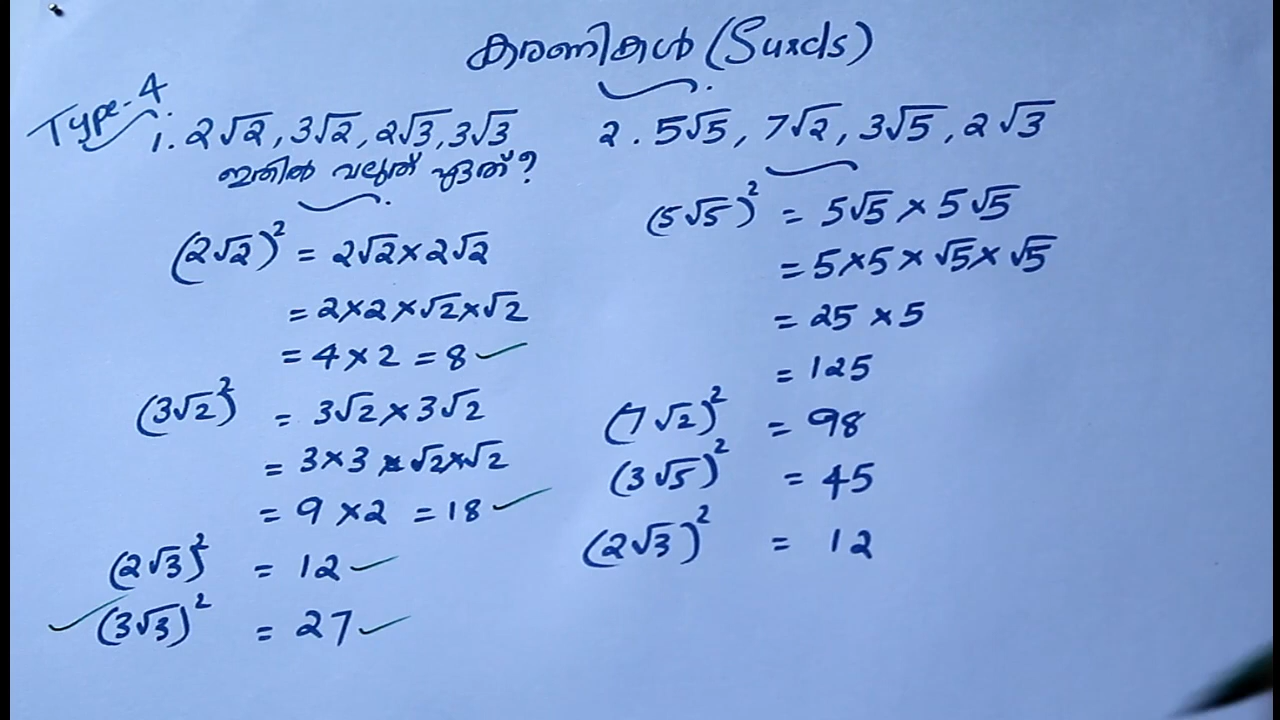 കരണികൾ (Surds)
Type-4
1. 2√2, 3√2, 2√3, 3√3
ഇതിൽ വലുത് ഏത്?
(2√2)² = 2√2 × 2√2
= 2×2×√2×√2
= 4 × 2 = 8 ✓
(3√2)² = 3√2 × 3√2
= 3×3 × √2×√2
= 9 × 2 = 18 ✓
(2√3)² = 12 ✓
✓ (3√3)² = 27 ✓
2. 5√5, 7√2, 3√5, 2√3
(5√5)² = 5√5 × 5√5
= 5×5 × √5 × √5
= 25 × 5
= 125
(7√2)² = 98
(3√5)² = 45
(2√3)² = 12